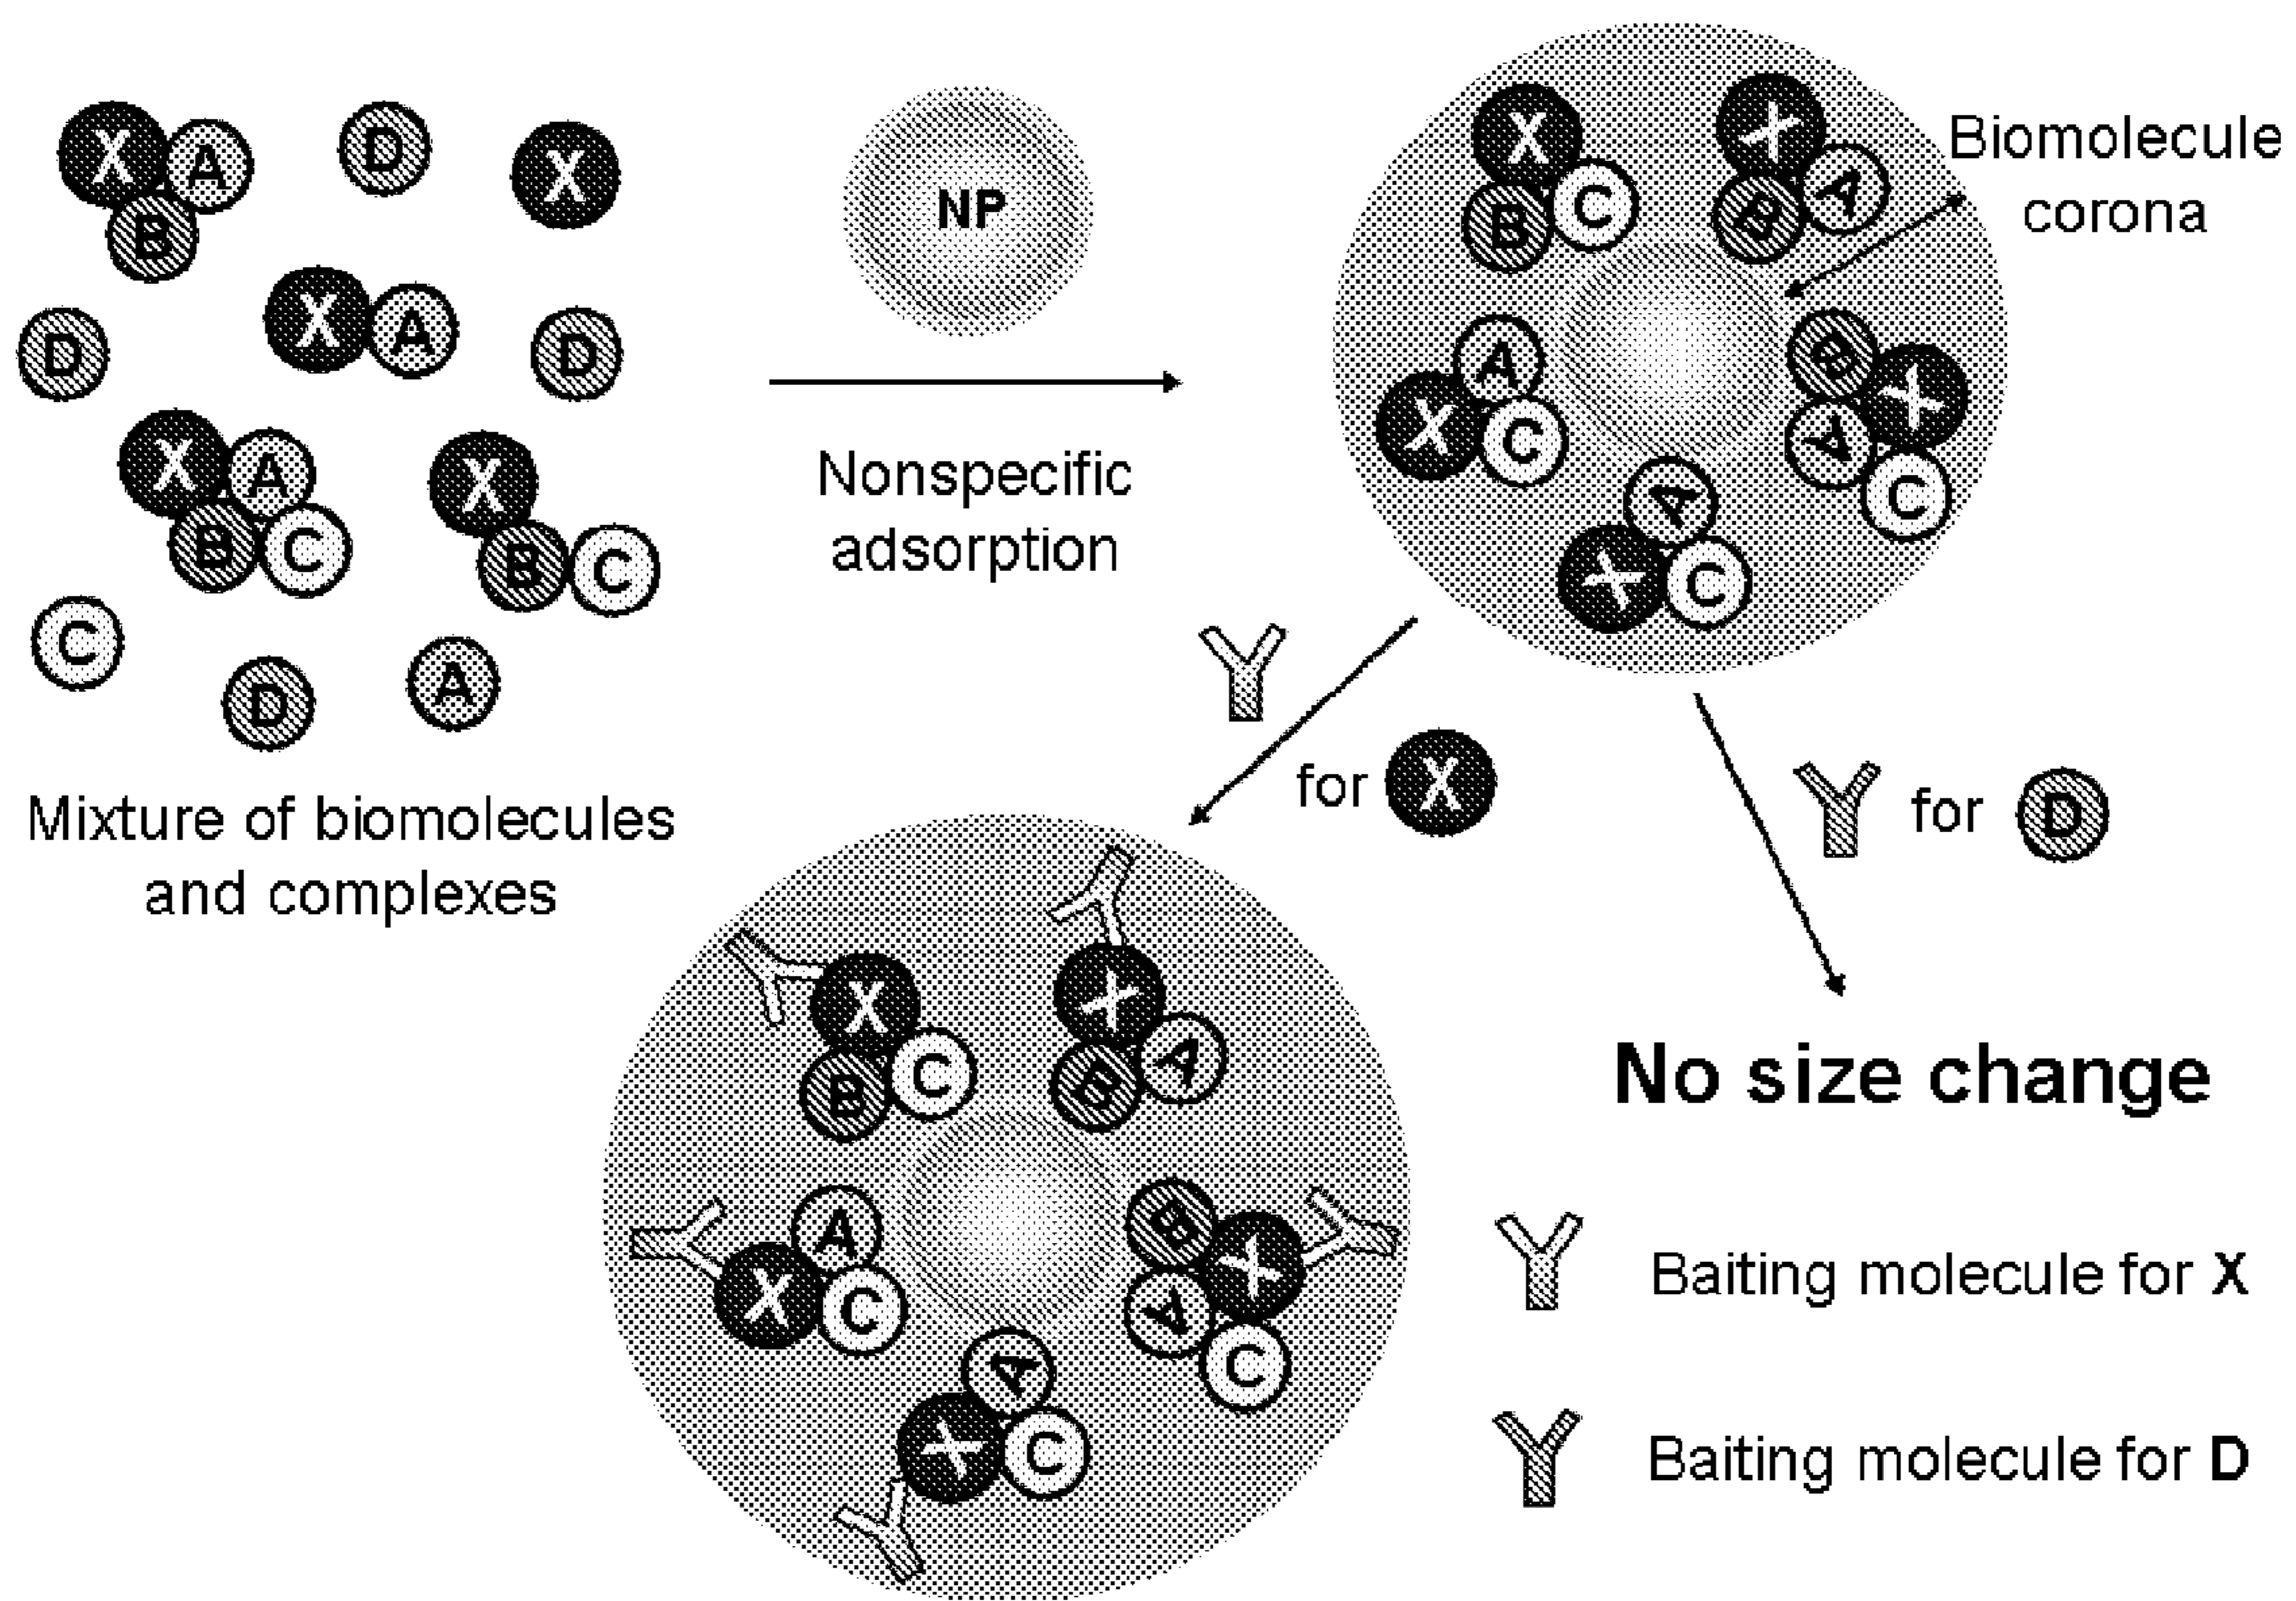 X A B
D
X
D
X A
D
X A B C
X B C
C
D
A
Mixture of biomolecules
and complexes
NP
Nonspecific
adsorption
X B C
X B A
A X C
B X A C
A X C
Biomolecule
corona
for X
for D
No size change
X B C
X B A
A X C
B X A C
A X C
Baiting molecule for X
Baiting molecule for D